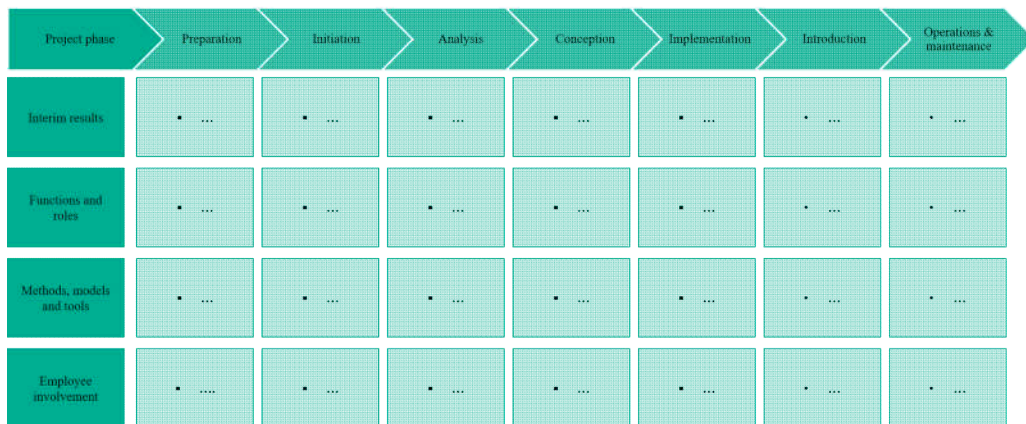 Project phase
Preparation
Initiation
Analysis
Conception
Implementation
Introduction
Operations &
maintenance
Interim results
▪ …
▪ …
▪ …
▪ …
▪ …
• …
• …
Functions and
roles
▪ …
▪ …
▪ …
▪ …
▪ …
• …
• …
Methods, models
and tools
▪ …
▪ …
▪ …
▪ …
▪ …
• …
• …
Employee
involvement
▪ ….
▪ …
▪ …
▪ …
▪ …
• …
• …